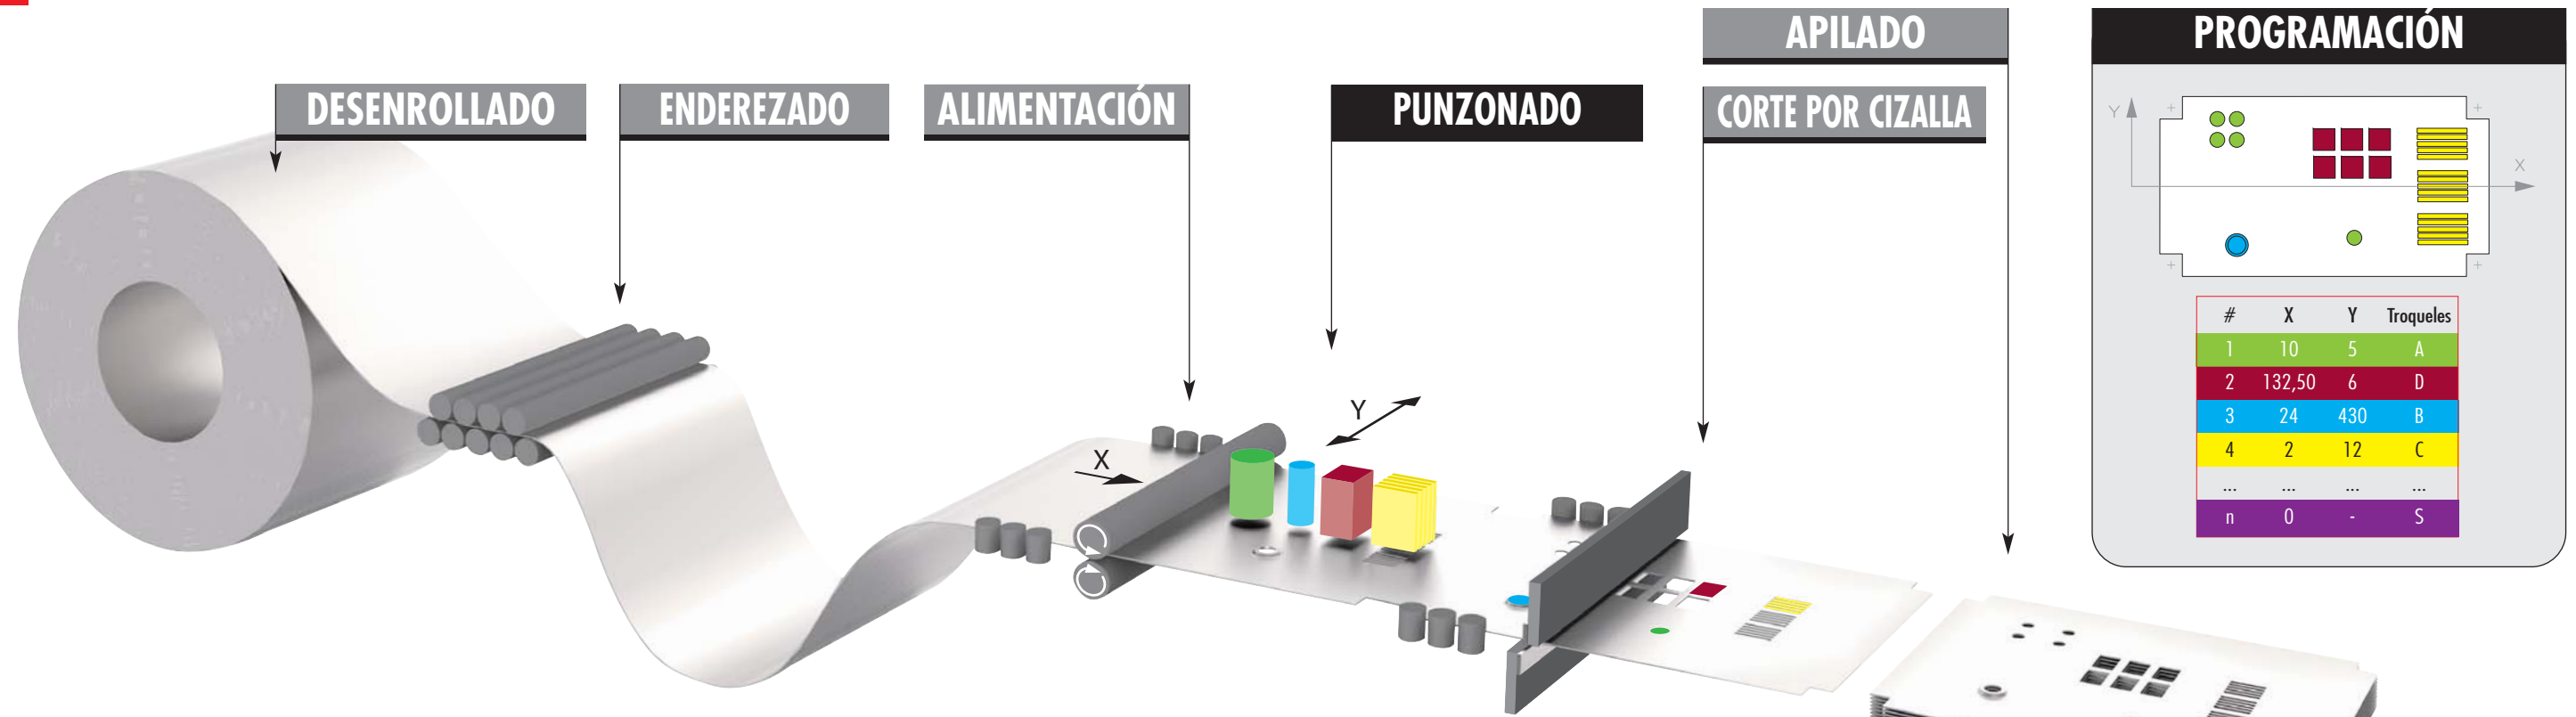 DESENROLLADO
ENDEREZADO
ALIMENTACIÓN
PUNZONADO
APILADO
CORTE POR CIZALLA
X
Y
PROGRAMACIÓN
Y
X
# X Y Troqueles
1 10 5 A
2 132,50 6 D
3 24 430 B
4 2 12 C
... ... ... ...
n 0 - S